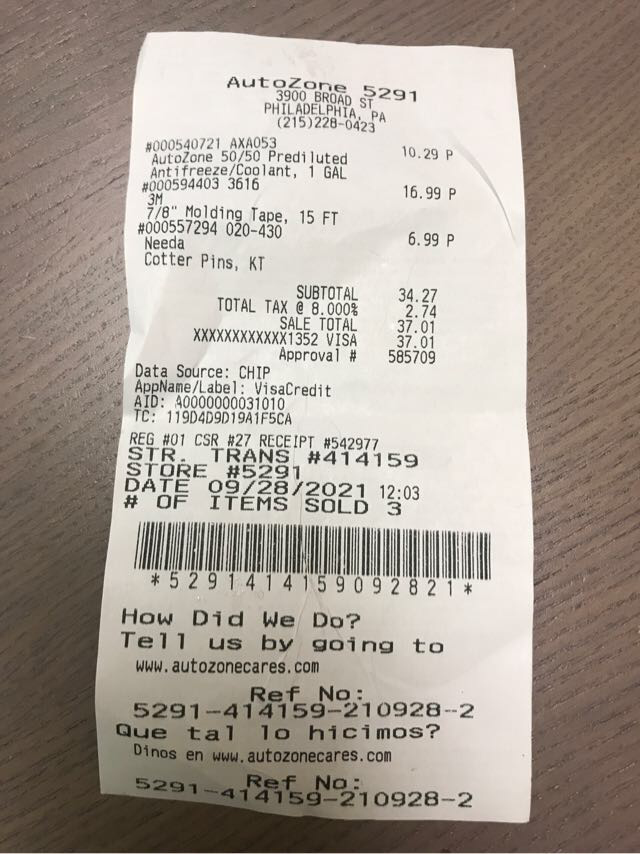 AutoZone 5291
3900 BROAD ST
PHILADELPHIA, PA
(215)228-0423
#000540721 AXA053 10.29 P
AutoZone 50/50 Prediluted
Antifreeze/Coolant, 1 GAL
#000594403 3616 16.99 P
3M
7/8" Molding Tape, 15 FT
#000557294 020-430 6.99 P
Needa
Cotter Pins, KT
SUBTOTAL 34.27
TOTAL TAX @ 8.000% 2.74
SALE TOTAL 37.01
XXXXXXXXXXXX1352 VISA 37.01
Approval # 585709
Data Source: CHIP
AppName/Label: VisaCredit
AID: A0000000031010
TC: 119D4D9D19A1F5CA
REG #01 CSR #27 RECEIPT #542977
STR. TRANS #414159
STORE #5291
DATE 09/28/2021 12:03
# OF ITEMS SOLD 3
*5291414159092821*
How Did We Do?
Tell us by going to
www.autozonecares.com
Ref No:
5291-414159-210928-2
Que tal lo hicimos?
Dinos en www.autozonecares.com
Ref No:
5291-414159-210928-2